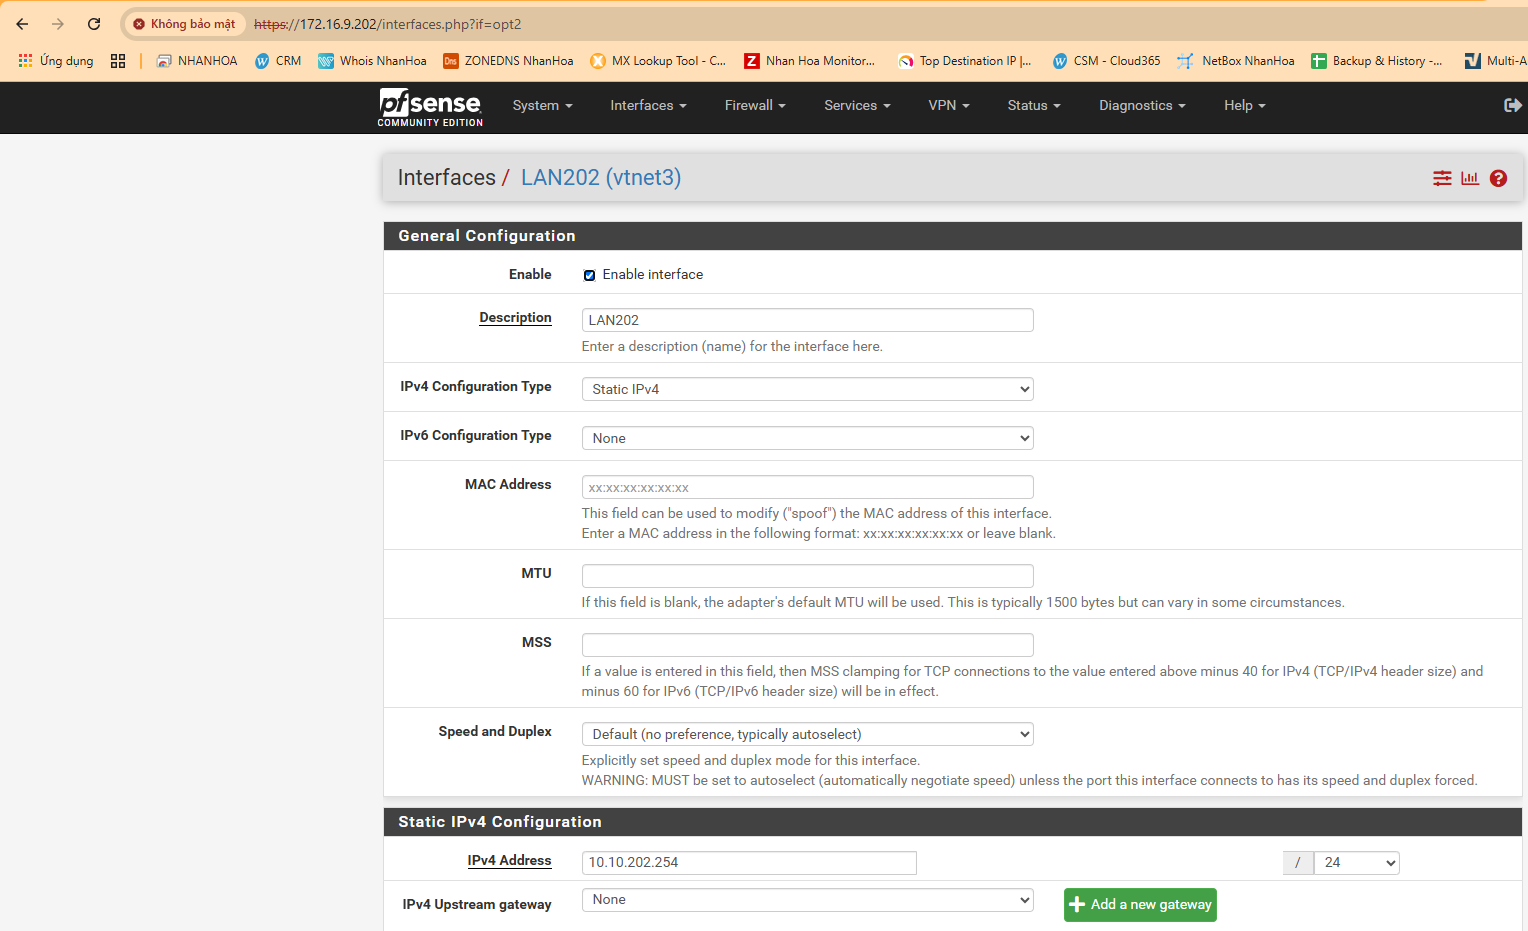 Không bảo mật https://172.16.9.202/interfaces.php?if=opt2
Ứng dụng NHANHOA CRM Whois NhanHoa ZONEDNS NhanHoa MX Lookup Tool - C... Nhan Hoa Monitor... Top Destination IP |... CSM - Cloud365 NetBox NhanHoa Backup & History -... Multi-A
pfsense COMMUNITY EDITION System Interfaces Firewall Services VPN Status Diagnostics Help
Interfaces / LAN202 (vtnet3)
General Configuration
Enable Enable interface
Description LAN202
Enter a description (name) for the interface here.
IPv4 Configuration Type Static IPv4
IPv6 Configuration Type None
MAC Address xx:xx:xx:xx:xx:xx
This field can be used to modify ("spoof") the MAC address of this interface.
Enter a MAC address in the following format: xx:xx:xx:xx:xx:xx or leave blank.
MTU
If this field is blank, the adapter's default MTU will be used. This is typically 1500 bytes but can vary in some circumstances.
MSS
If a value is entered in this field, then MSS clamping for TCP connections to the value entered above minus 40 for IPv4 (TCP/IPv4 header size) and
minus 60 for IPv6 (TCP/IPv6 header size) will be in effect.
Speed and Duplex Default (no preference, typically autoselect)
Explicitly set speed and duplex mode for this interface.
WARNING: MUST be set to autoselect (automatically negotiate speed) unless the port this interface connects to has its speed and duplex forced.
Static IPv4 Configuration
IPv4 Address 10.10.202.254 / 24
IPv4 Upstream gateway None Add a new gateway